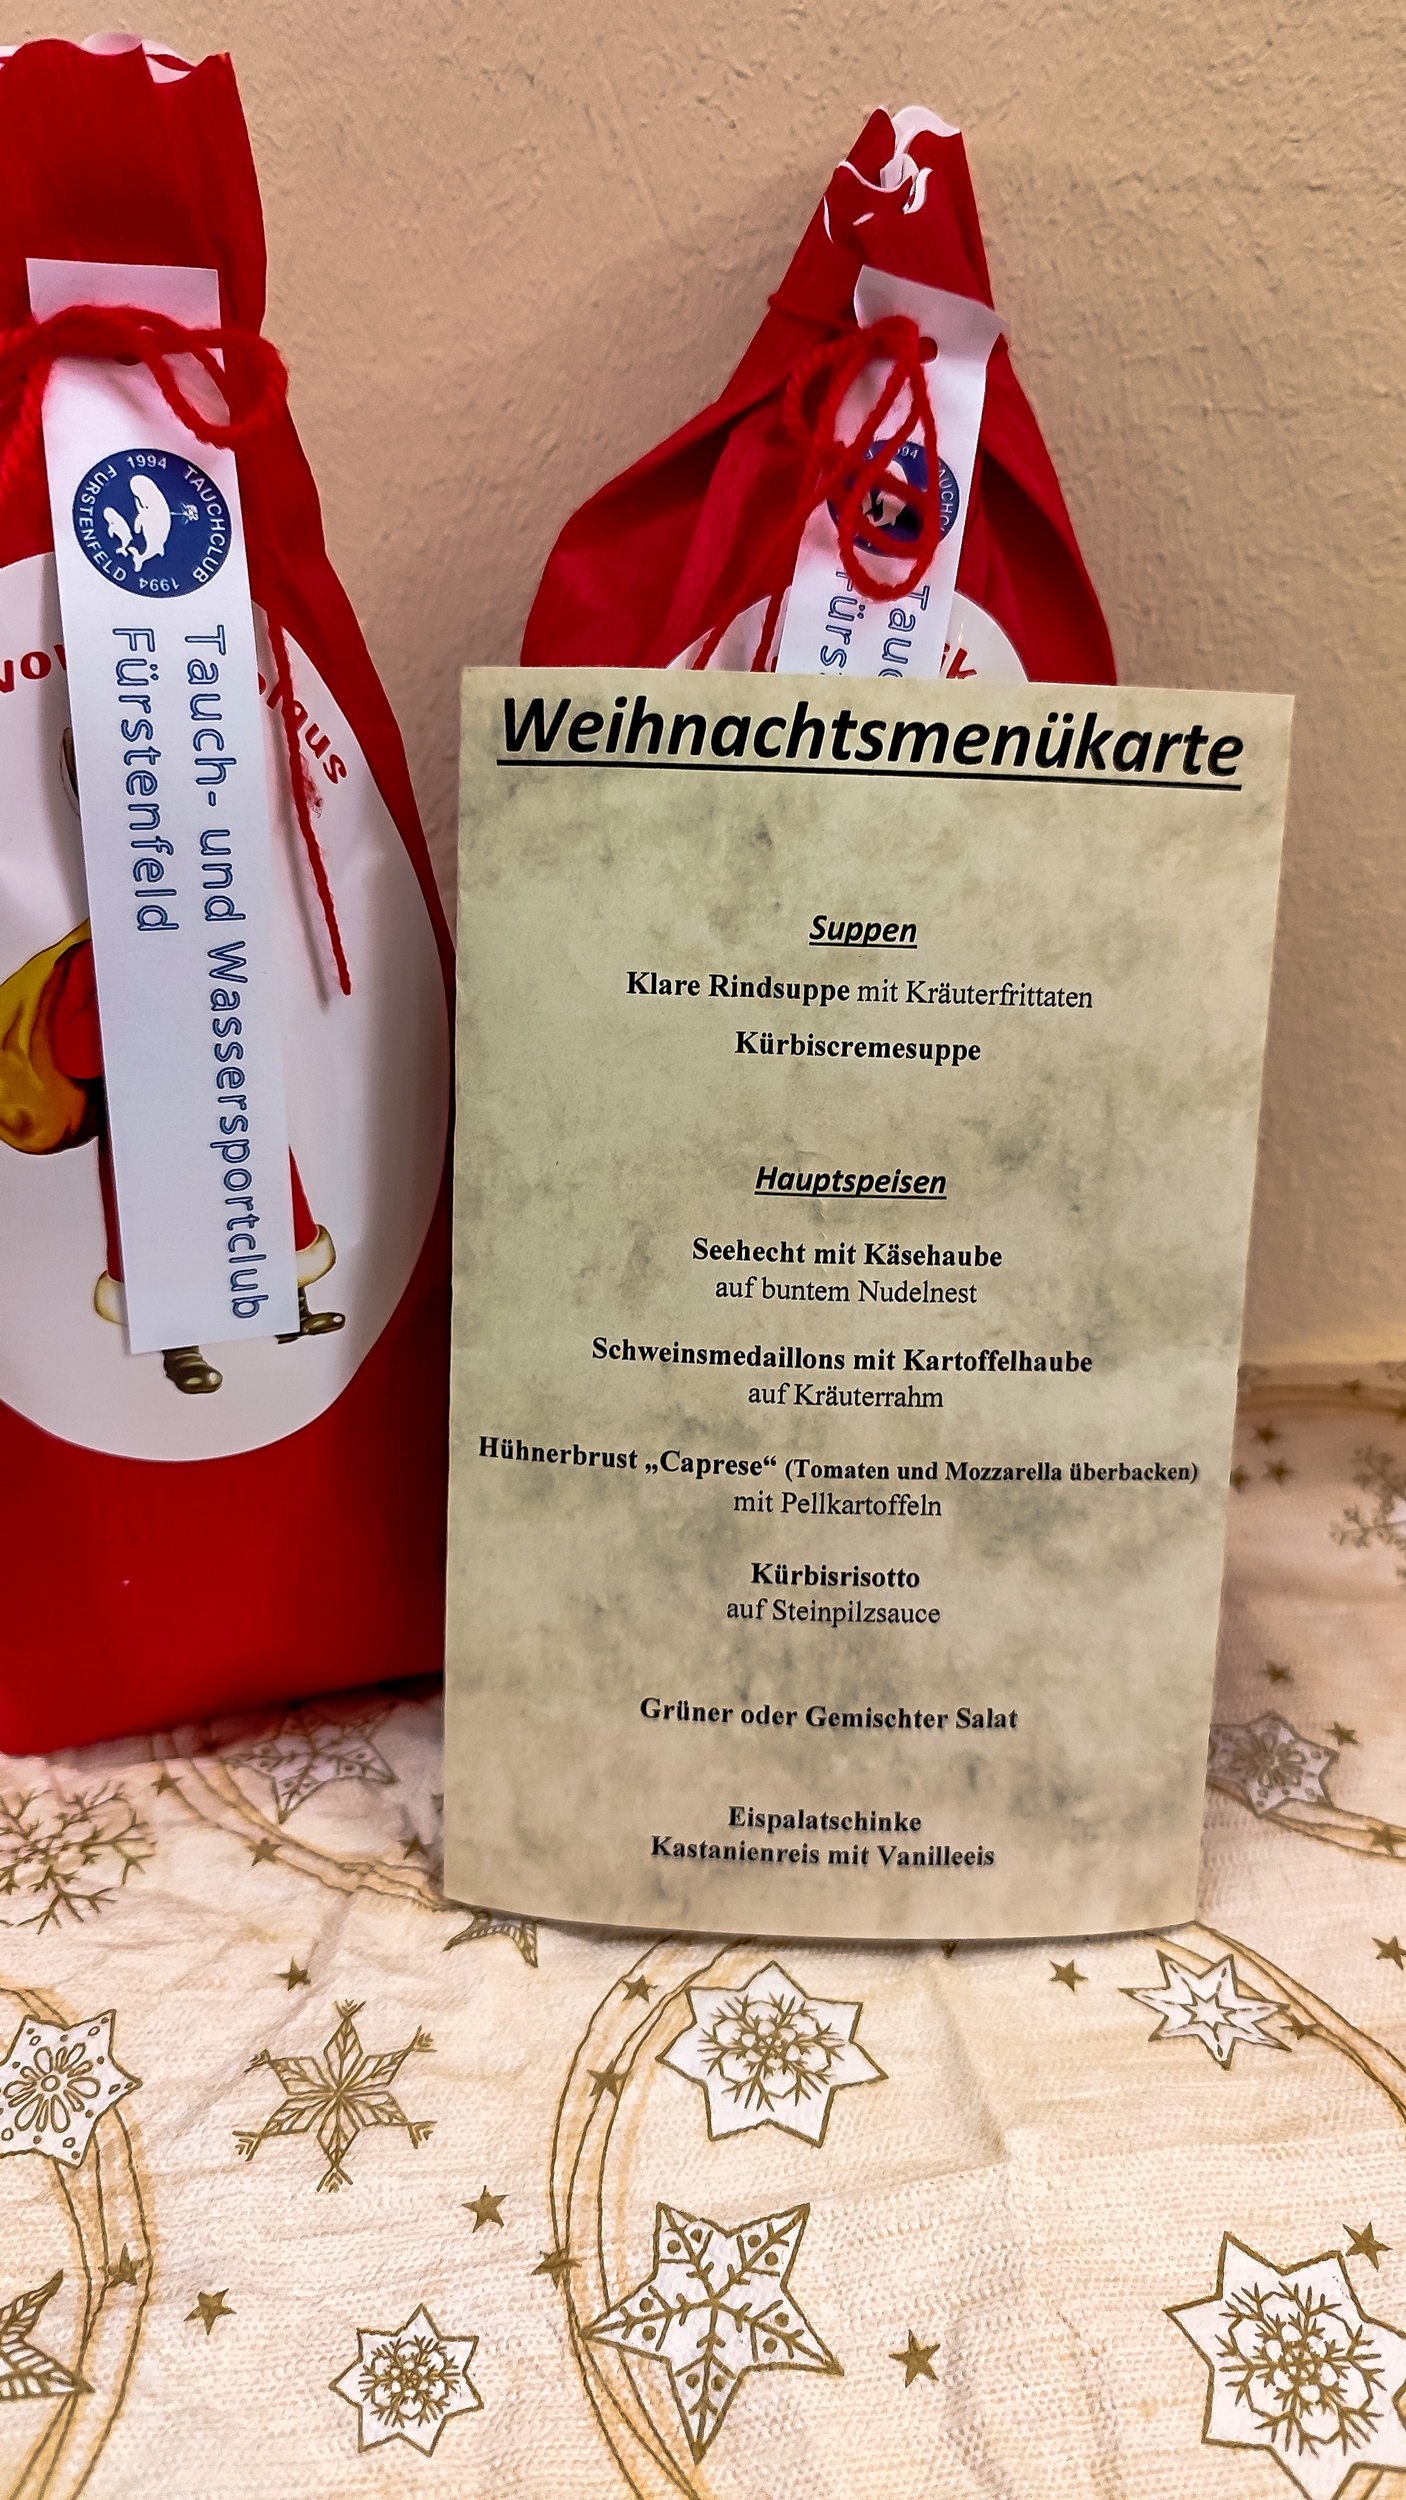 1994 TAUCHCLUB
1994 FÜRSTENFELD
Tauch- und Wassersportclub
Fürstenfeld
Weihnachtsmenükarte
Suppen
Klare Rindsuppe mit Kräuterfrittaten
Kürbiscremesuppe
Hauptspeisen
Seehecht mit Käsehaube
auf buntem Nudelnest
Schweinsmedaillons mit Kartoffelhaube
auf Kräuterrahm
Hühnerbrust „Caprese“ (Tomaten und Mozzarella überbacken)
mit Pellkartoffeln
Kürbisrisotto
auf Steinpilzsauce
Grüner oder Gemischter Salat
Eispalatschinke
Kastanienreis mit Vanilleeis